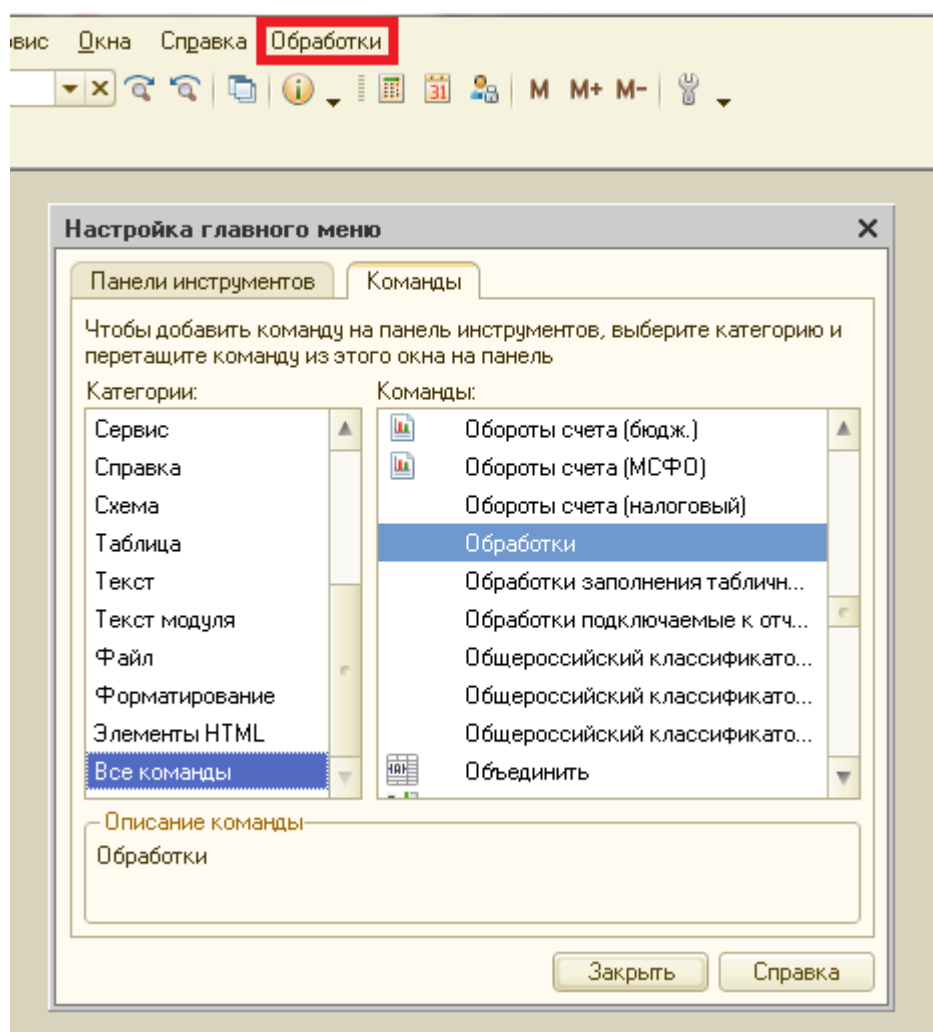 рвис Окна Справка Обработки
31 M M+ M-
Настройка главного меню
Панели инструментов Команды
Чтобы добавить команду на панель инструментов, выберите категорию и
перетащите команду из этого окна на панель
Категории: Команды:
Сервис Обороты счета (бюдж.)
Справка Обороты счета (МСФО)
Схема Обороты счета (налоговый)
Таблица Обработки
Текст Обработки заполнения табличн...
Текст модуля Обработки подключаемые к отч...
Файл Общероссийский классификато...
Форматирование Общероссийский классификато...
Элементы HTML Общероссийский классификато...
Все команды Объединить
Описание команды
Обработки
Закрыть Справка